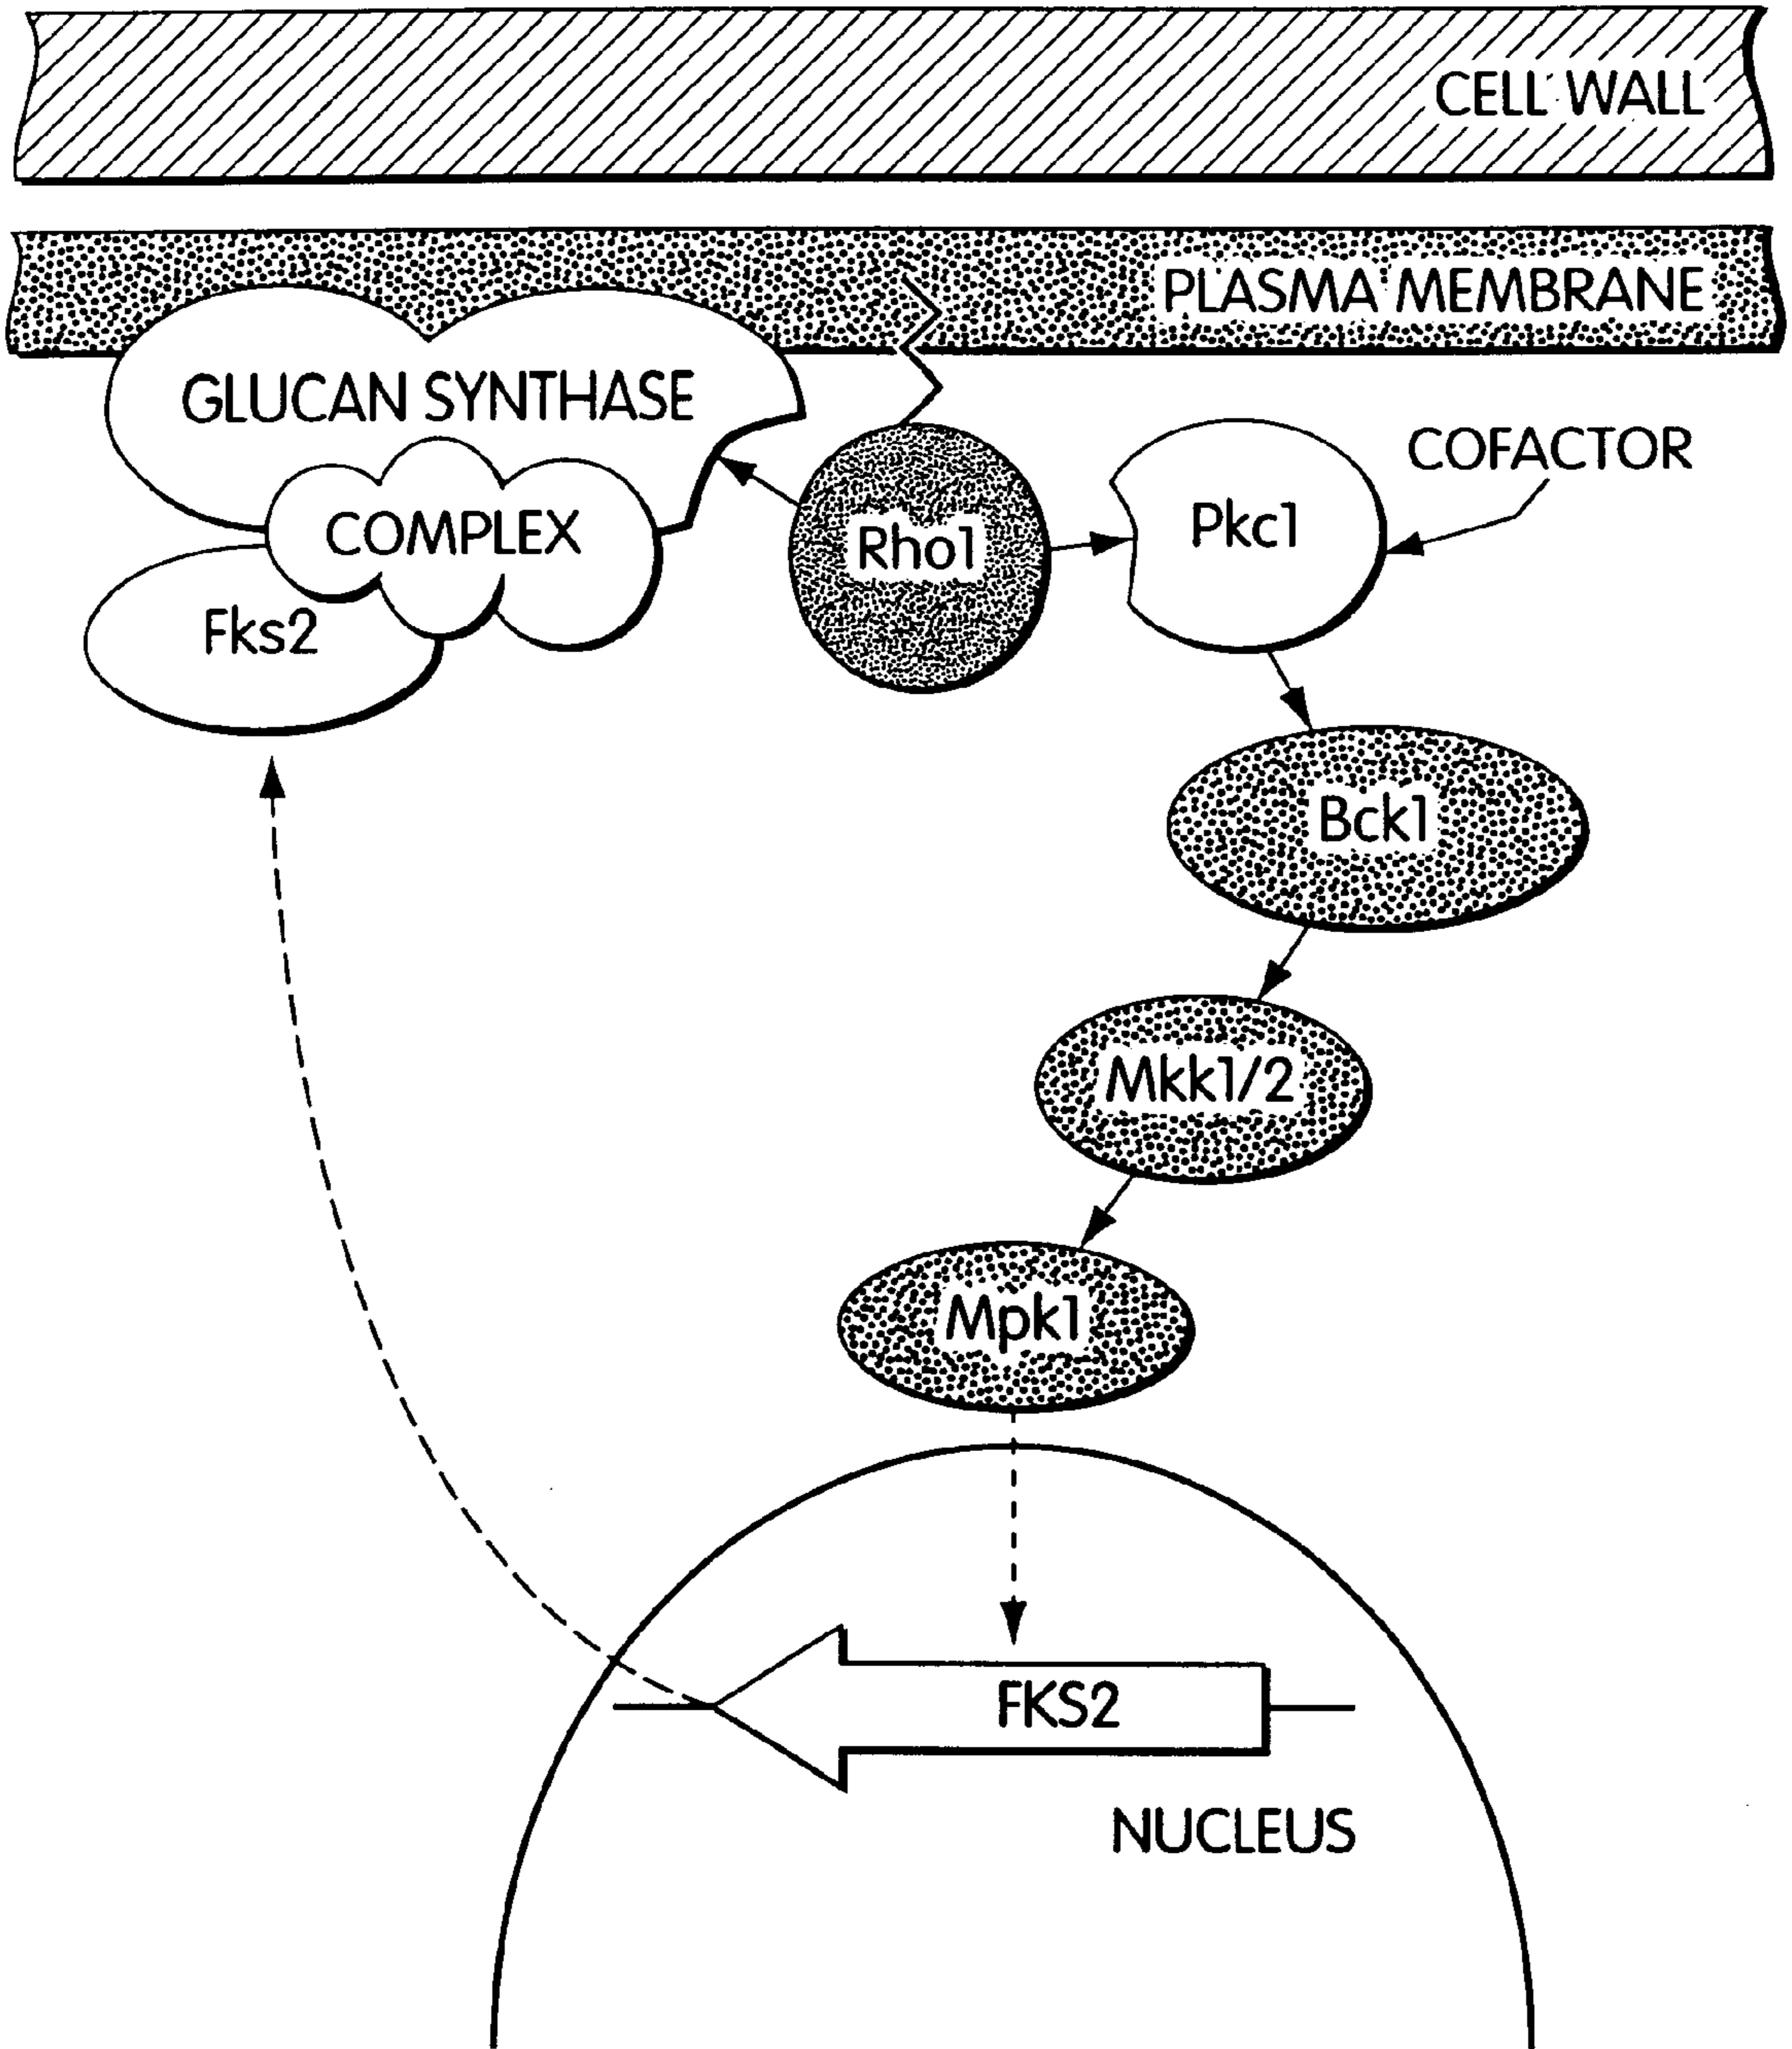 CELL WALL
PLASMA MEMBRANE
GLUCAN SYNTHASE
COMPLEX
Fks2
Rho1
Pkc1
COFACTOR
Bck1
Mkk1/2
Mpk1
FKS2
NUCLEUS